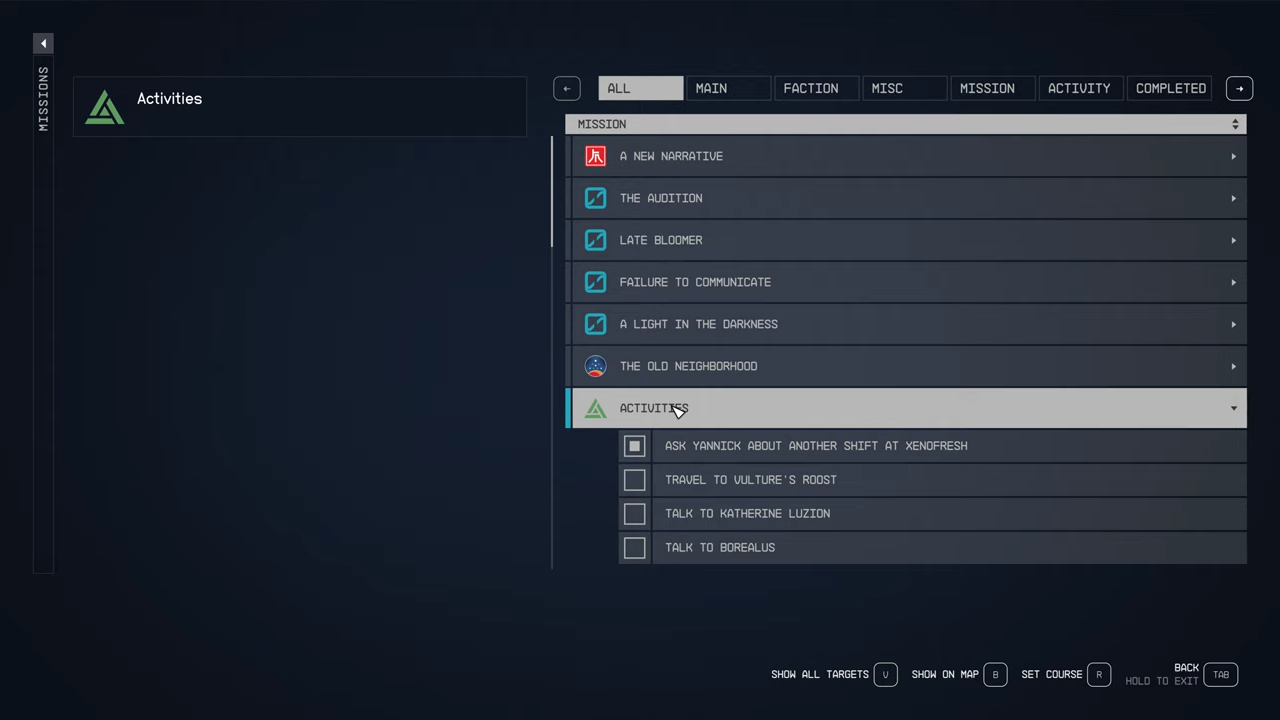 MISSIONS
Activities
ALL
MAIN
FACTION
MISC
MISSION
ACTIVITY
COMPLETED
MISSION
A NEW NARRATIVE
THE AUDITION
LATE BLOOMER
FAILURE TO COMMUNICATE
A LIGHT IN THE DARKNESS
THE OLD NEIGHBORHOOD
ACTIVITIES
ASK YANNICK ABOUT ANOTHER SHIFT AT XENOFRESH
TRAVEL TO VULTURE'S ROOST
TALK TO KATHERINE LUZION
TALK TO BOREALUS
SHOW ALL TARGETS V
SHOW ON MAP B
SET COURSE R
BACK
HOLD TO EXIT
TAB